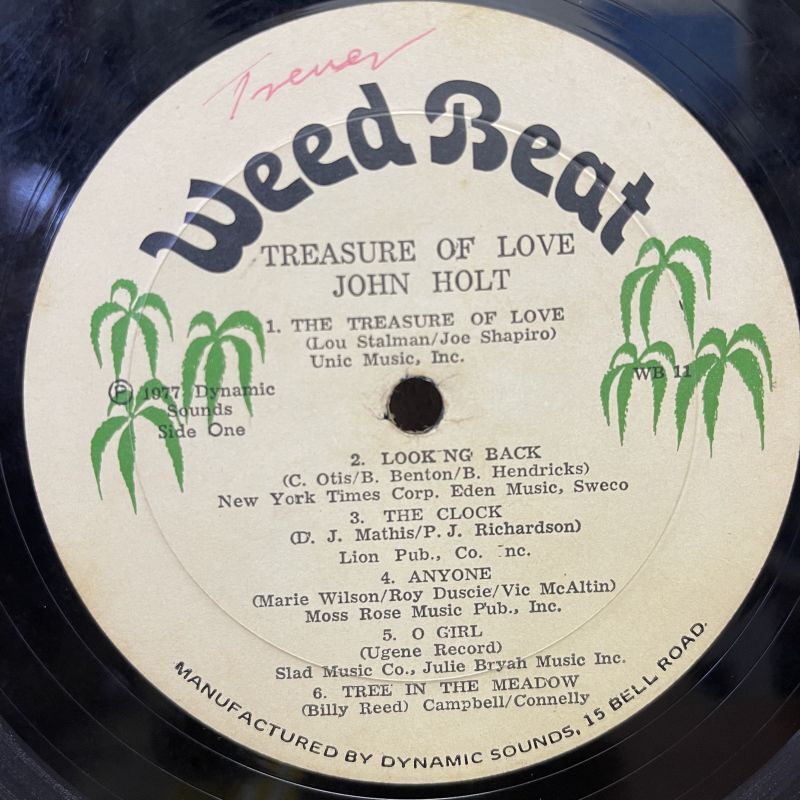 Trever
Weed Beat
TREASURE OF LOVE
JOHN HOLT
1. THE TREASURE OF LOVE
(Lou Stalman/Joe Shapiro)
Unic Music, Inc.
℗ 1977 Dynamic
Sounds
Side One
WB 11
2. LOOK NG BACK
(C. Otis/B. Benton/B. Hendricks)
New York Times Corp. Eden Music, Sweco
3. THE CLOCK
(D. J. Mathis/P. J. Richardson)
Lion Pub., Co. Inc.
4. ANYONE
(Marie Wilson/Roy Duscie/Vic McAltin)
Moss Rose Music Pub., Inc.
5. O GIRL
(Ugene Record)
Slad Music Co., Julie Bryah Music Inc.
6. TREE IN THE MEADOW
(Billy Reed) Campbell/Connelly
MANUFACTURED BY DYNAMIC SOUNDS, 15 BELL ROAD.